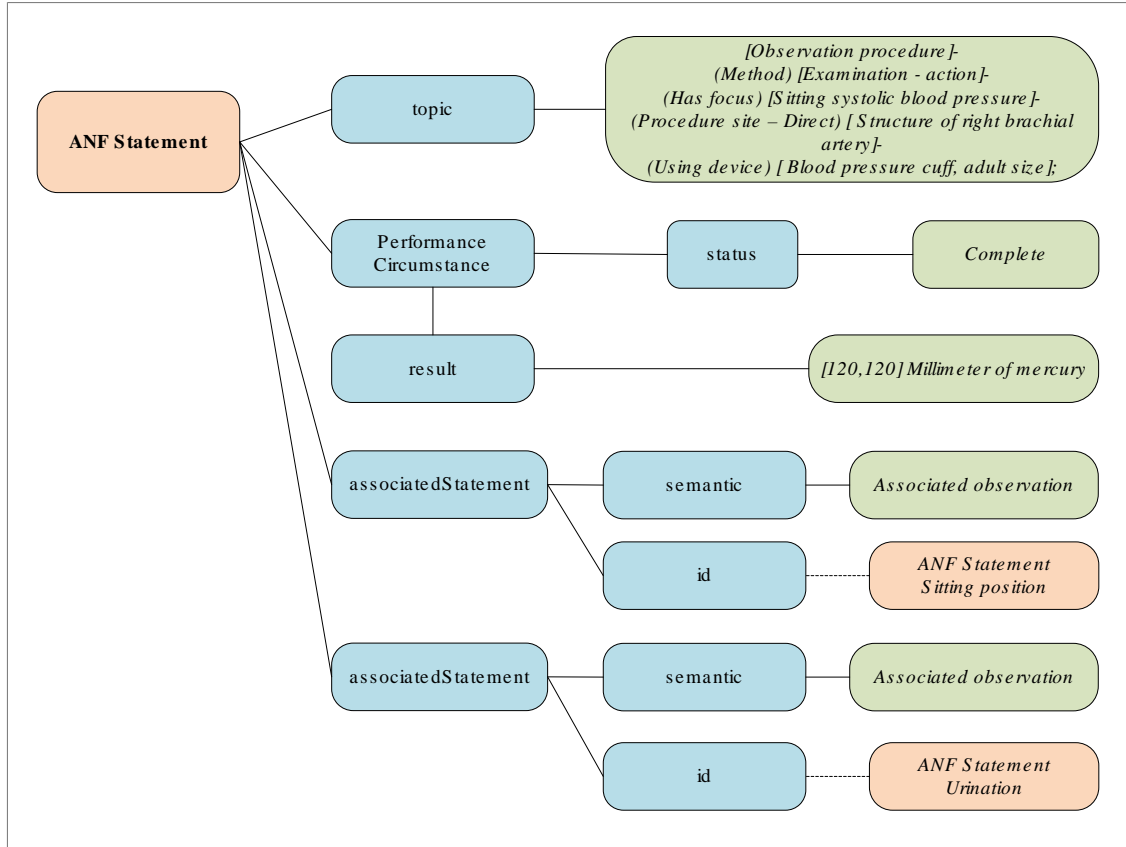 ANF Statement
topic
[Observation procedure]-
(Method) [Examination - action]-
(Has focus) [Sitting systolic blood pressure]-
(Procedure site – Direct) [ Structure of right brachial
artery]-
(Using device) [ Blood pressure cuff, adult size];
Performance
Circumstance
status
Complete
result
[120,120] Millimeter of mercury
associatedStatement
semantic
Associated observation
id
ANF Statement
Sitting position
associatedStatement
semantic
Associated observation
id
ANF Statement
Urination